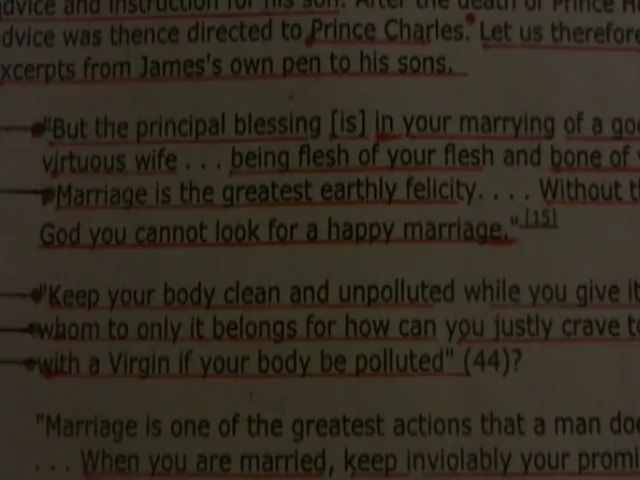 dvice and instruction for his son. After the death of Prince H
dvice was thence directed to Prince Charles. Let us therefore
xcerpts from James's own pen to his sons.
"But the principal blessing [is] in your marrying of a go
virtuous wife . . . being flesh of your flesh and bone of
Marriage is the greatest earthly felicity. . . . Without t
God you cannot look for a happy marriage." [15]
"Keep your body clean and unpolluted while you give it
whom to only it belongs for how can you justly crave to
with a Virgin if your body be polluted" (44)?
"Marriage is one of the greatest actions that a man doe
. . . When you are married, keep inviolably your promi